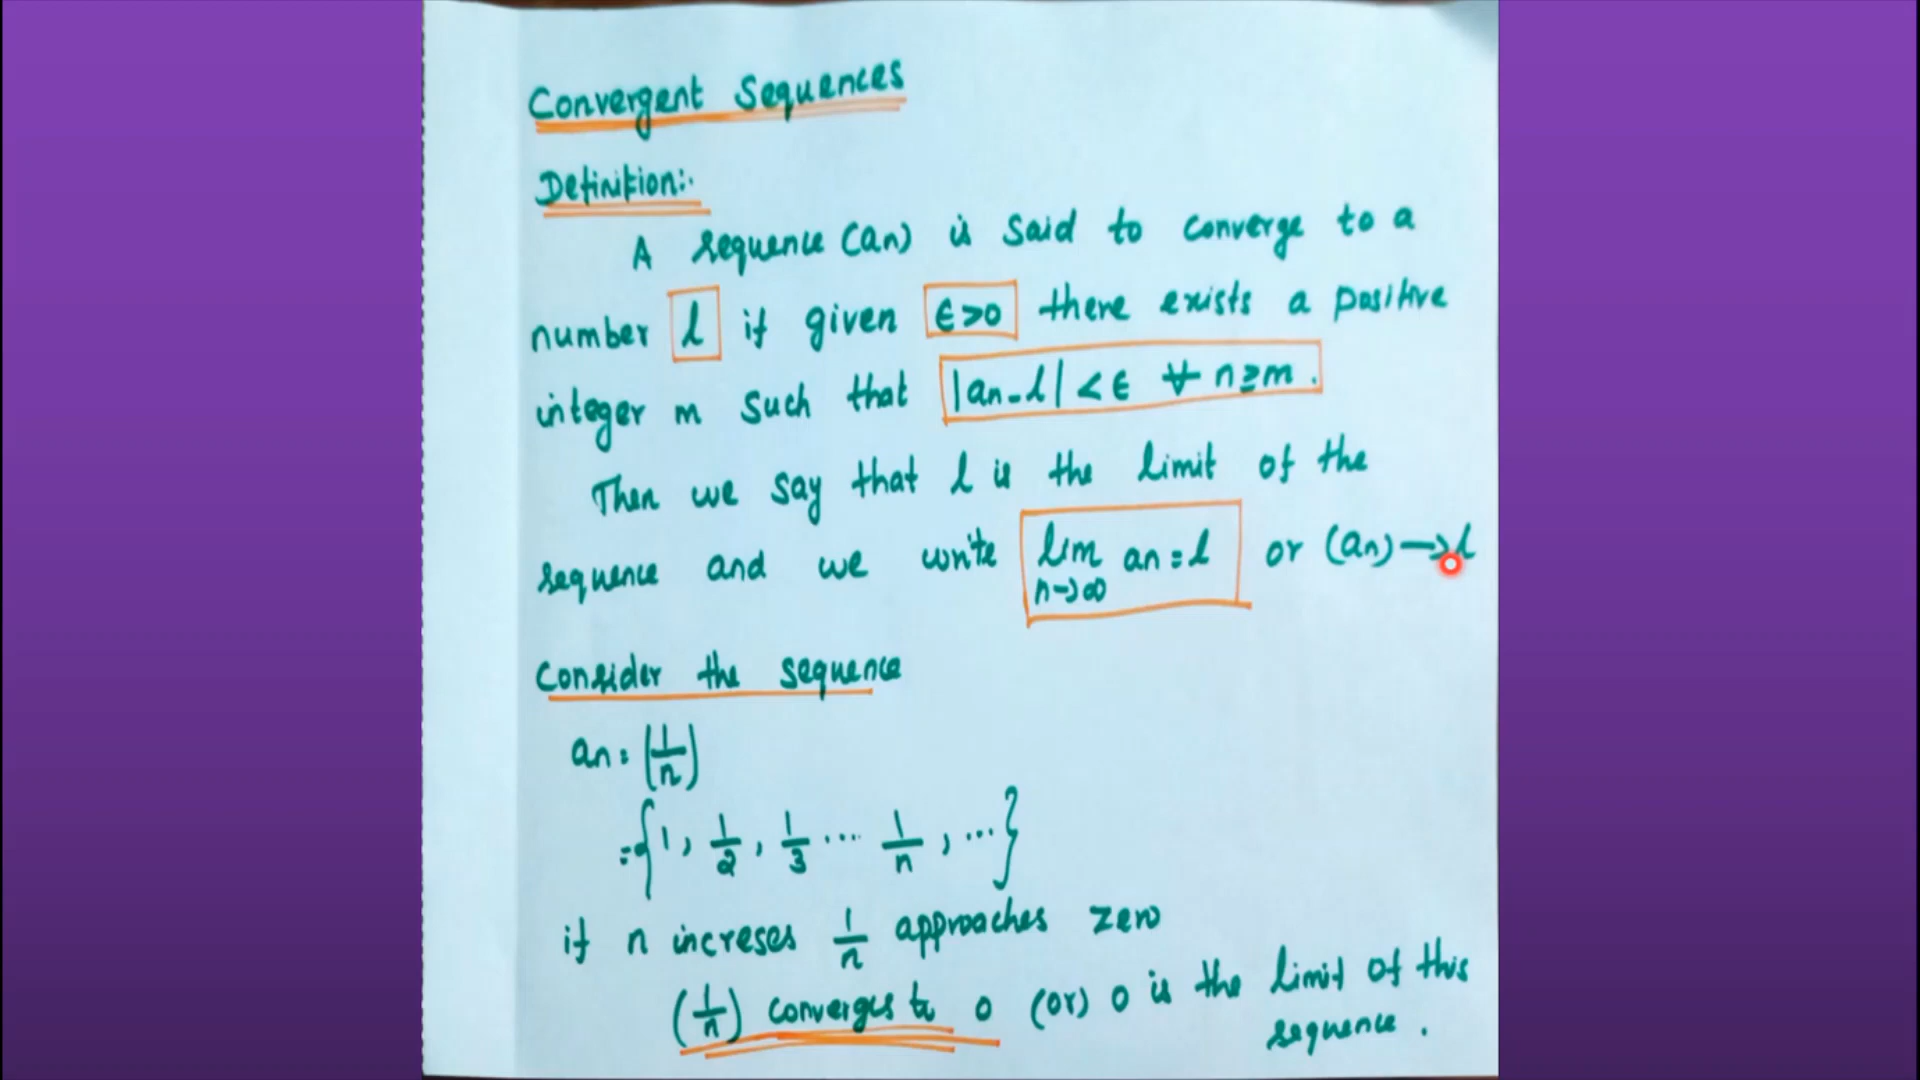 Convergent Sequences
Definition:-
A sequence (an) is said to converge to a
number l if given ϵ>0 there exists a positive
integer m such that |an-l|<ϵ ∀ n≥m.
Then we say that l is the limit of the
sequence and we write lim n→∞ an=l or (an)→l
Consider the sequence
an=(1/n)
={1, 1/2, 1/3 ... 1/n, ...}
if n increses 1/n approaches zero
(1/n) converges to 0 (or) 0 is the limit of this
sequence.